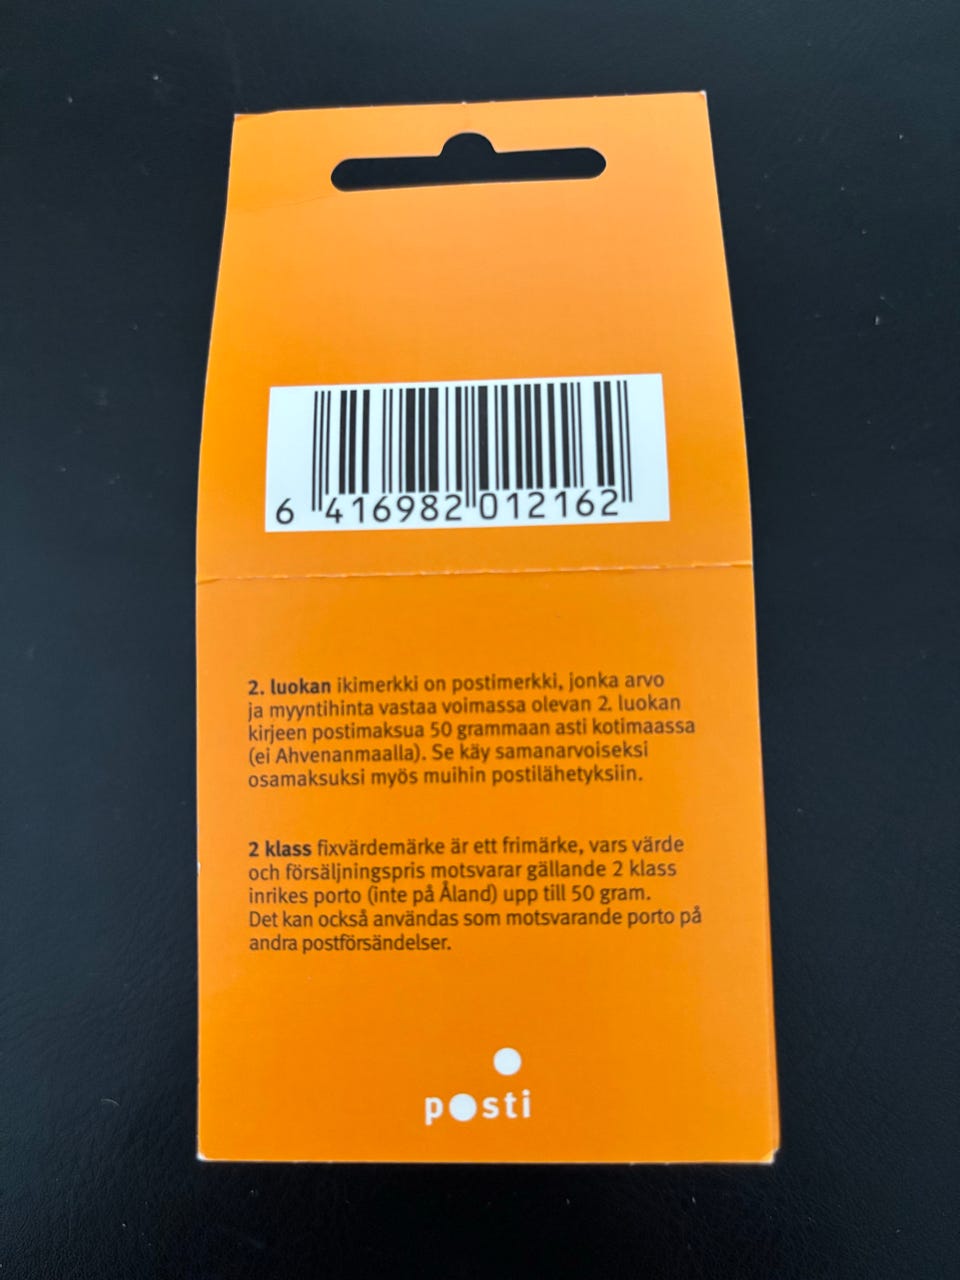 6 416982 012162
2. luokan ikimerkki on postimerkki, jonka arvo
ja myyntihinta vastaa voimassa olevan 2. luokan
kirjeen postimaksua 50 grammaan asti kotimaassa
(ei Ahvenanmaalla). Se käy samanarvoiseksi
osamaksuksi myös muihin postilähetyksiin.
2 klass fixvärdemärke är ett frimärke, vars värde
och försäljningspris motsvarar gällande 2 klass
inrikes porto (inte på Åland) upp till 50 gram.
Det kan också användas som motsvarande porto på
andra postförsändelser.
posti